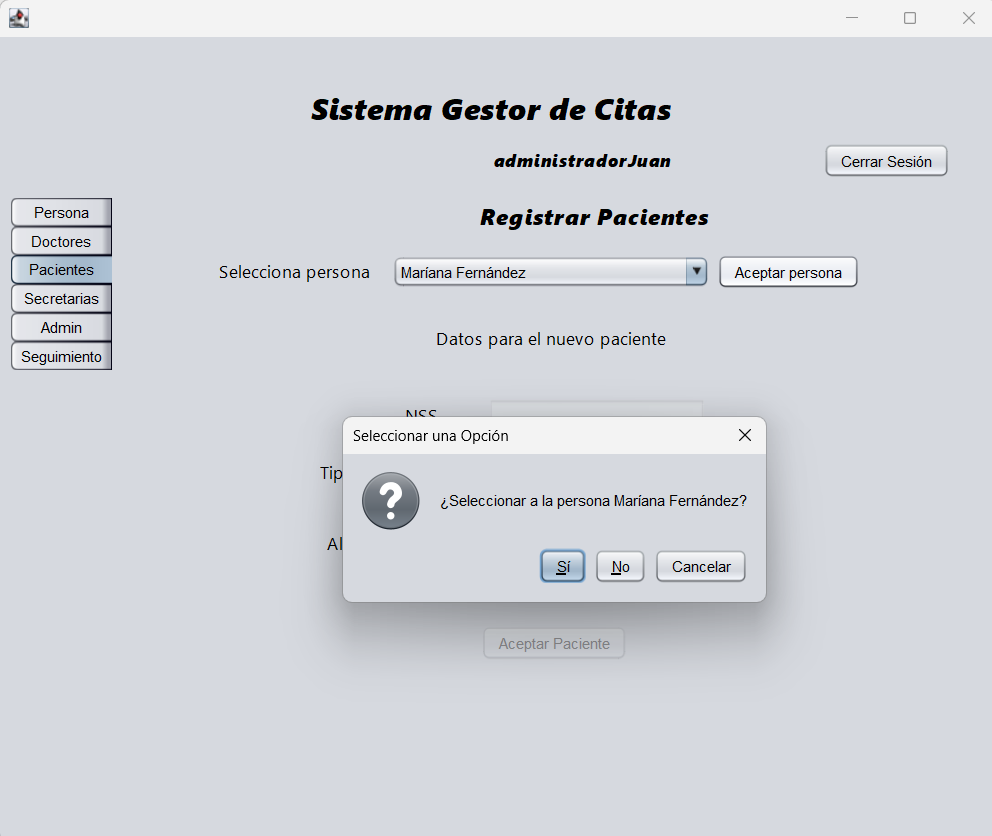 Sistema Gestor de Citas
administradorJuan
Cerrar Sesión
Persona
Doctores
Pacientes
Secretarias
Admin
Seguimiento
Registrar Pacientes
Selecciona persona
Maríana Fernández
Aceptar persona
Datos para el nuevo paciente
NSS
Seleccionar una Opción
Tip
¿Seleccionar a la persona Maríana Fernández?
Al
Sí
No
Cancelar
Aceptar Paciente